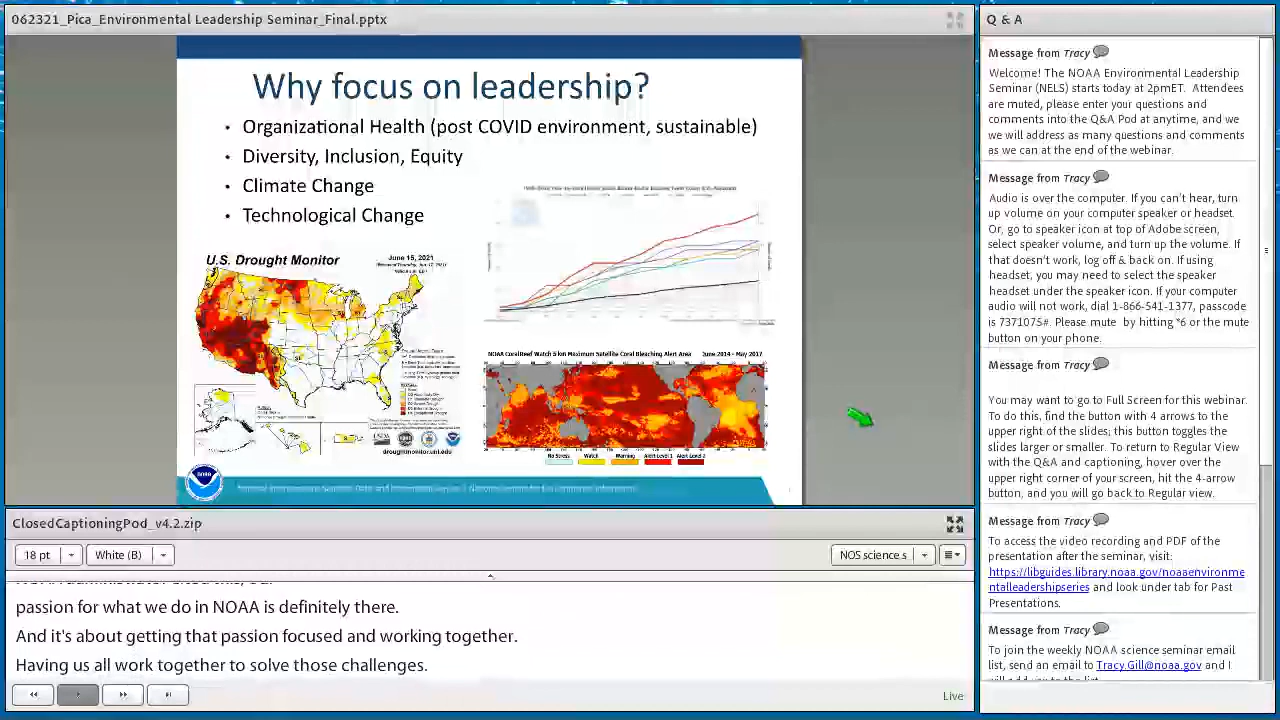 062321_Pica_Environmental Leadership Seminar_Final.pptx
Why focus on leadership?
• Organizational Health (post COVID environment, sustainable)
• Diversity, Inclusion, Equity
• Climate Change
• Technological Change
U.S. Drought Monitor
June 15, 2021
droughtmonitor.unl.edu
NOAA Coral Reef Watch 5 km Maximum Satellite Coral Bleaching Alert Area June 2014 - May 2017
No Stress Watch Warning Alert Level 1 Alert Level 2
NOAA
ClosedCaptioningPod_v4.2.zip
18 pt
White (B)
NOS science s
passion for what we do in NOAA is definitely there.
And it's about getting that passion focused and working together.
Having us all work together to solve those challenges.
Live
Q & A
Message from Tracy
Welcome! The NOAA Environmental Leadership
Seminar (NELS) starts today at 2pmET. Attendees
are muted, please enter your questions and
comments into the Q&A Pod at anytime, and we
we will address as many questions and comments
as we can at the end of the webinar.
Message from Tracy
Audio is over the computer. If you can't hear, turn
up volume on your computer speaker or headset.
Or, go to speaker icon at top of Adobe screen,
select speaker volume, and turn up the volume. If
that doesn't work, log off & back on. If using
headset, you may need to select the speaker
headset under the speaker icon. If your computer
audio won't work, dial 1-866-541-1377, passcode
is 7371675#. Please mute by hitting *6 or the mute
button on your phone.
Message from Tracy
You may want to go to Full Screen for this webinar.
To do this, find the button with 4 arrows in the
upper right of the slides. This button toggles the
slides larger and smaller. To go to Regular View
with the Q&A and captioning, hover over the
upper right corner of your screen, hit the 4-arrow
button, and you will go back to Regular view.
Message from Tracy
To access the video recording and PDF of the
presentation after the seminar, visit:
https://libguides.library.noaa.gov/noaaenvironme
ntalleadershipseries and look under tab for Past
Presentations.
Message from Tracy
To join the weekly NOAA science seminar email
list, send an email to Tracy.Gill@noaa.gov and I
will add you to the list.